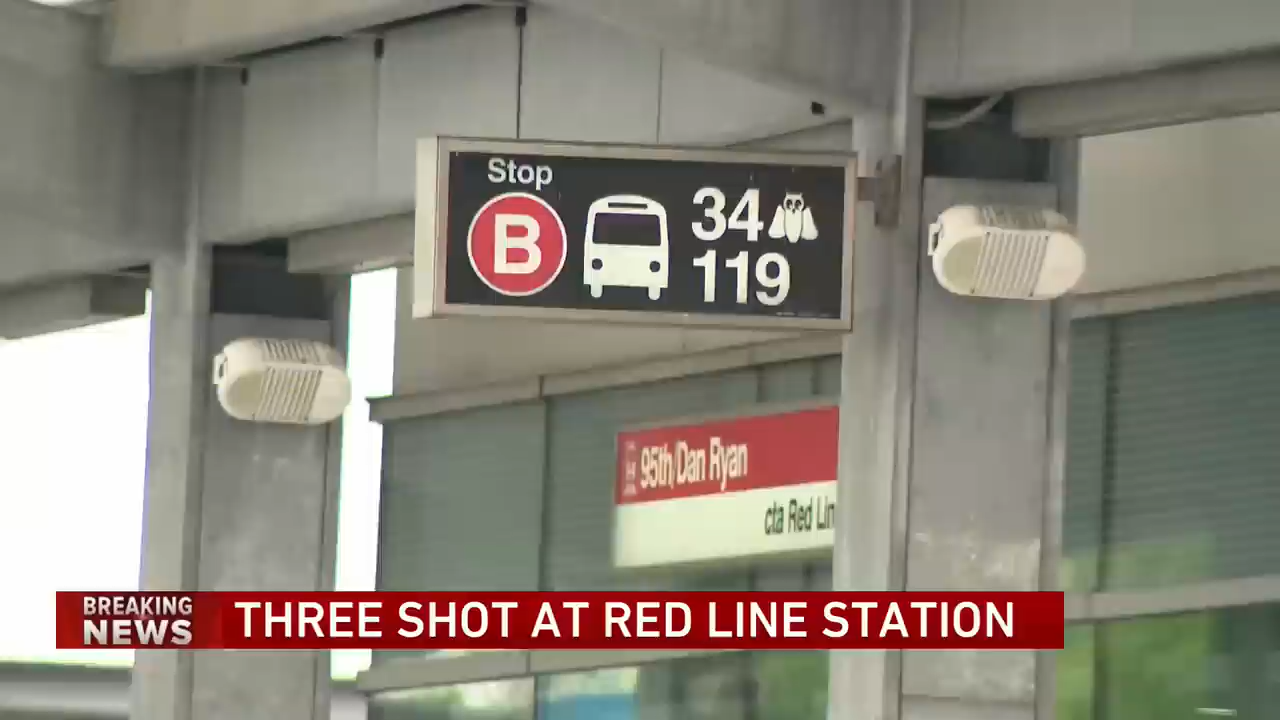 Stop
B
34
119
95th/Dan Ryan
cta Red Lin
BREAKING
NEWS
THREE SHOT AT RED LINE STATION